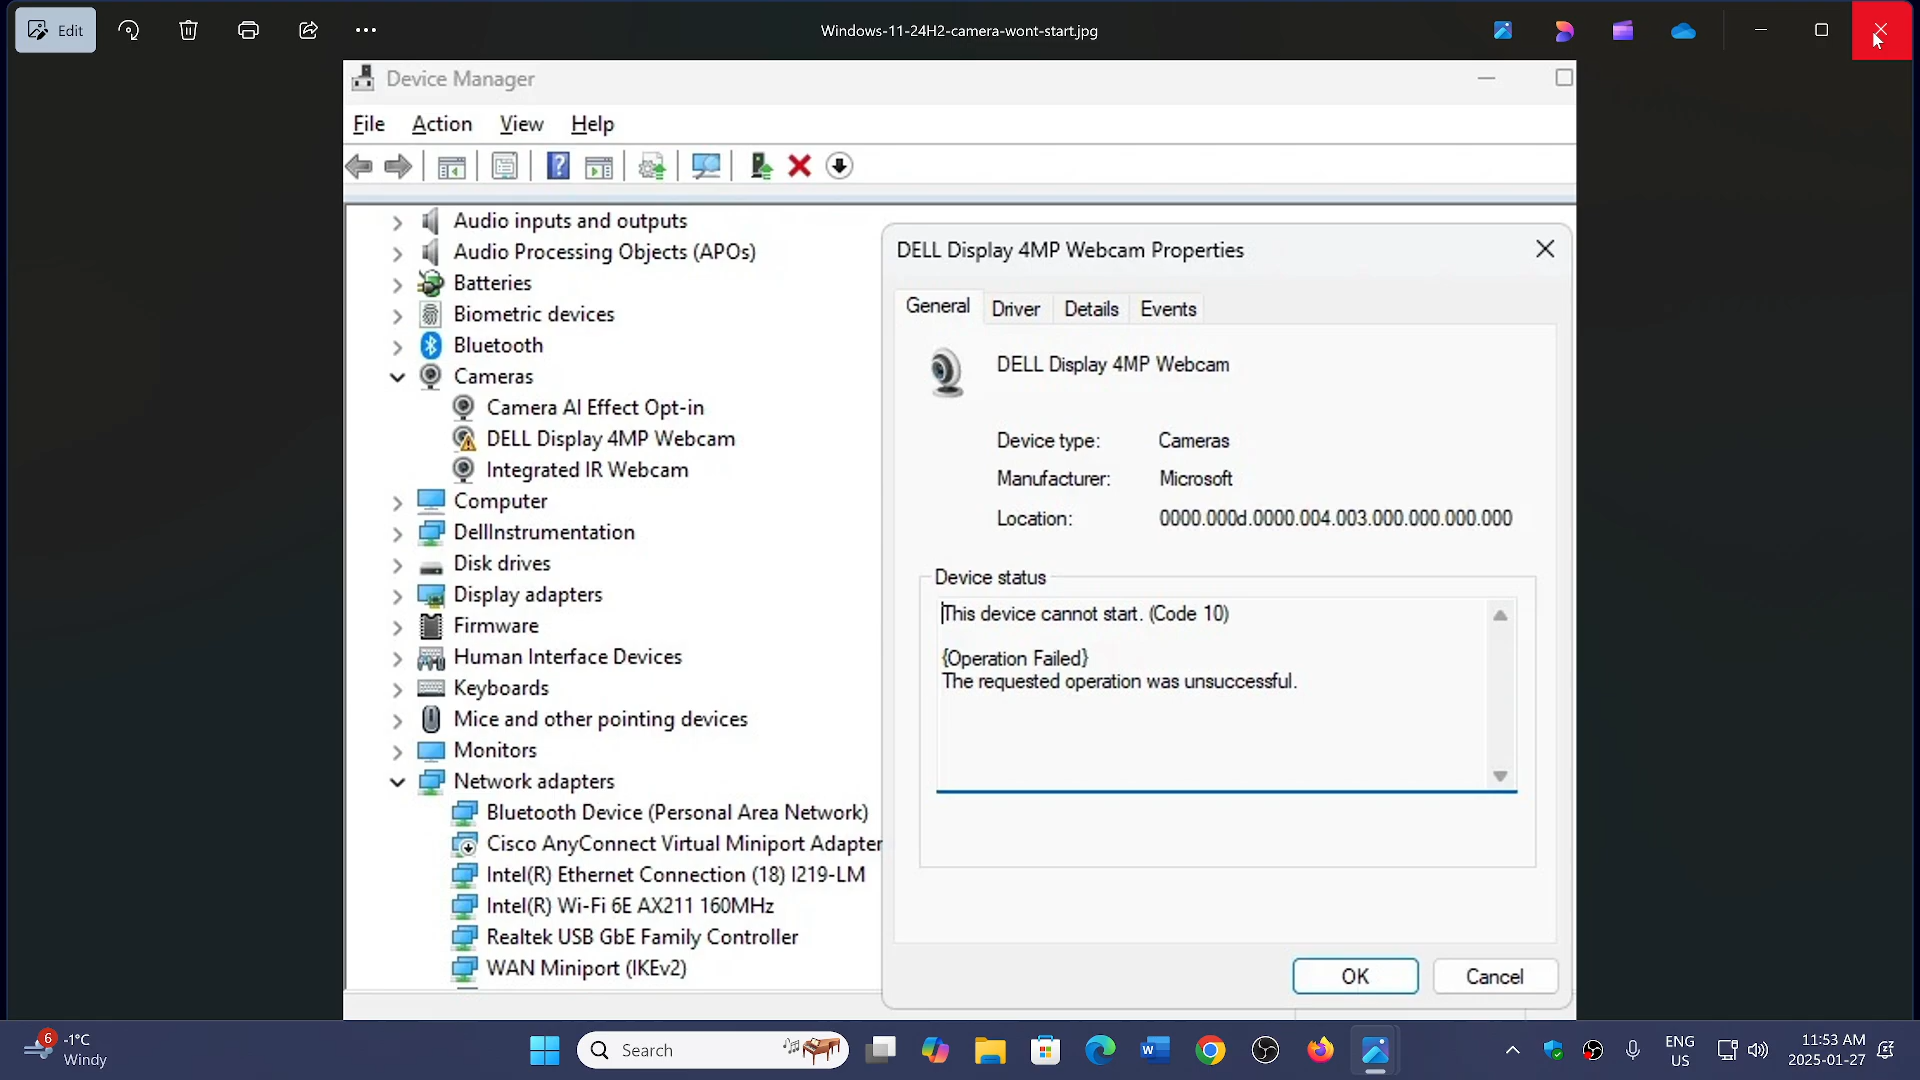 Edit
Windows-11-24H2-camera-wont-start.jpg
Device Manager
File Action View Help
Audio inputs and outputs
Audio Processing Objects (APOs)
Batteries
Biometric devices
Bluetooth
Cameras
Camera AI Effect Opt-in
DELL Display 4MP Webcam
Integrated IR Webcam
Computer
DellInstrumentation
Disk drives
Display adapters
Firmware
Human Interface Devices
Keyboards
Mice and other pointing devices
Monitors
Network adapters
Bluetooth Device (Personal Area Network)
Cisco AnyConnect Virtual Miniport Adapter
Intel(R) Ethernet Connection (18) I219-LM
Intel(R) Wi-Fi 6E AX211 160MHz
Realtek USB GbE Family Controller
WAN Miniport (IKEv2)
DELL Display 4MP Webcam Properties
General Driver Details Events
DELL Display 4MP Webcam
Device type: Cameras
Manufacturer: Microsoft
Location: 0000.000d.0000.004.003.000.000.000.000
Device status
This device cannot start. (Code 10)
{Operation Failed}
The requested operation was unsuccessful.
OK Cancel
6
-1°C
Windy
Search
ENG
US
11:53 AM
2025-01-27